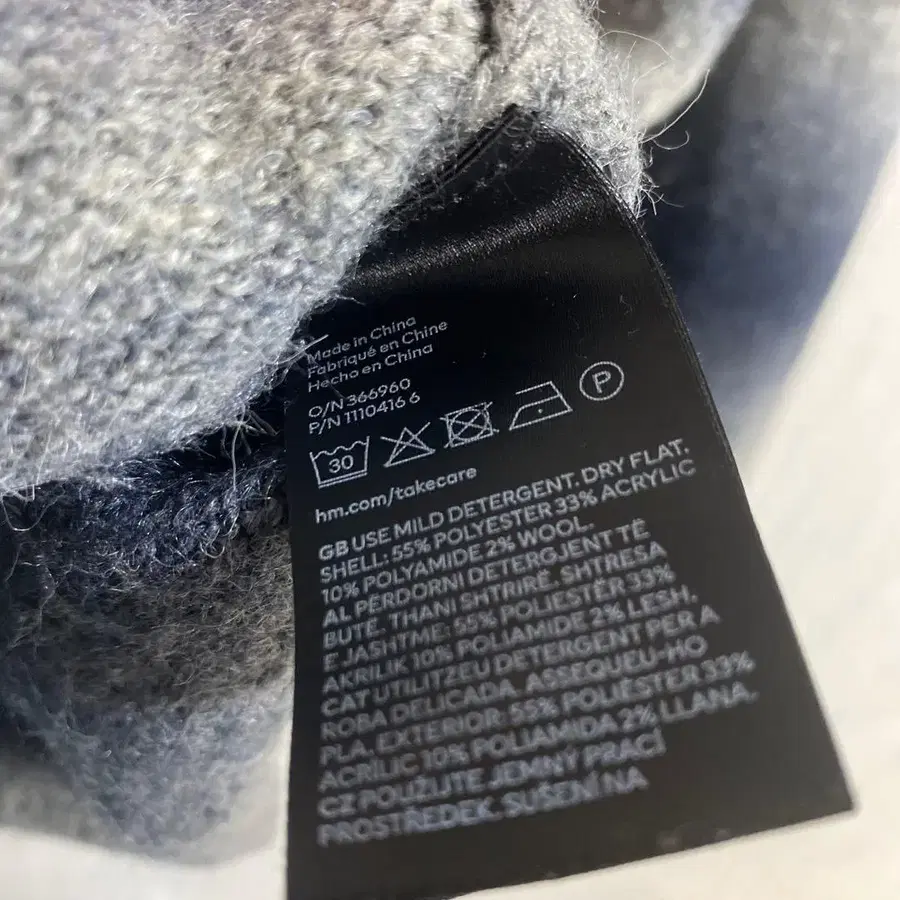 Made in China
Fabriqué en Chine
Hecho en China
O/N 366960
P/N 1110416 6
30
P
hm.com/takecare
GB USE MILD DETERGENT. DRY FLAT.
SHELL: 55% POLYESTER 33% ACRYLIC
10% POLYAMIDE 2% WOOL.
AL PËRDORNI DETERGJENT TË
BUTË. THANI SHTRIRË. SHTRESA
E JASHTME: 55% POLIESTËR 33%
AKRILIK 10% POLIAMIDE 2% LESH.
CAT UTILITZEU DETERGENT PER A
ROBA DELICADA. ASSEQUEU-HO
PLA. EXTERIOR: 55% POLIÈSTER 33%
ACRÍLIC 10% POLIAMIDA 2% LLANA.
CZ POUŽIJTE JEMNÝ PRACÍ
PROSTŘEDEK. SUŠENÍ NA